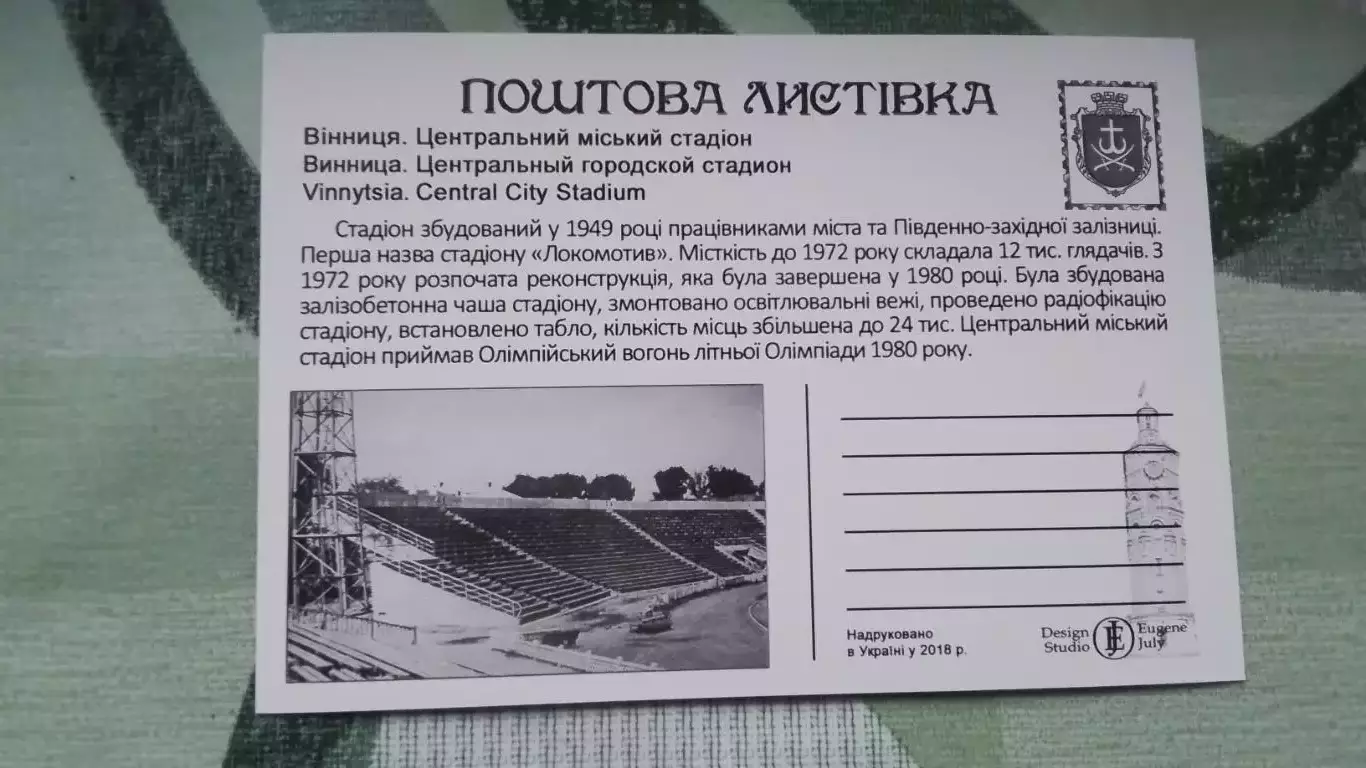 ПОШТОВА ЛИСТІВКА
Вінниця. Центральний міський стадіон
Винница. Центральный городской стадион
Vinnytsia. Central City Stadium
Стадіон збудований у 1949 році працівниками міста та Південно-західної залізниці.
Перша назва стадіону «Локомотив». Місткість до 1972 року складала 12 тис. глядачів. З
1972 року розпочата реконструкція, яка була завершена у 1980 році. Була збудована
залізобетонна чаша стадіону, змонтовано освітлювальні вежі, проведено радіофікацію
стадіону, встановлено табло, кількість місць збільшена до 24 тис. Центральний міський
стадіон приймав Олімпійський вогонь літньої Олімпіади 1980 року.
Надруковано
в Україні у 2018 р.
Design
Studio
Eugene
July